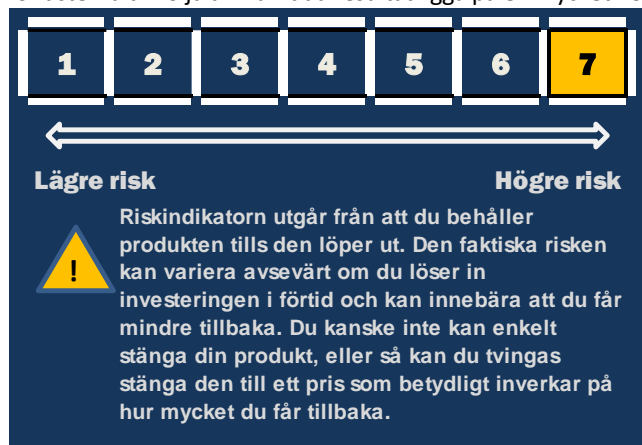 1 2 3 4 5 6 7
Lägre risk Högre risk
Riskindikatorn utgår från att du behåller
produkten tills den löper ut. Den faktiska risken
! kan variera avsevärt om du löser in
investeringen i förtid och kan innebära att du får
mindre tillbaka. Du kanske inte kan enkelt
stänga din produkt, eller så kan du tvingas
stänga den till ett pris som betydligt inverkar på
hur mycket du får tillbaka.